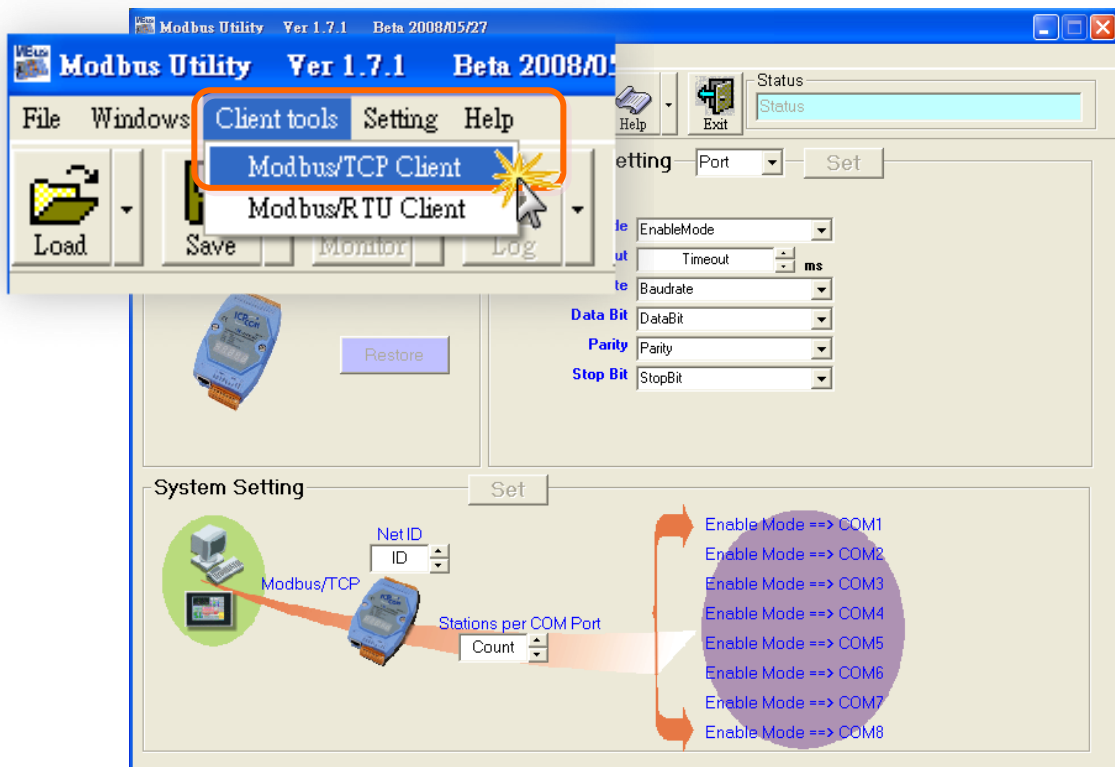 Modbus Utility Ver 1.7.1 Beta 2008/05/27
Modbus Utility Ver 1.7.1 Beta 2008/0
File Windows Client tools Setting Help
Modbus/TCP Client
Modbus/RTU Client
Load Save Monitor Log
Help Exit
Status
Status
Port Set
EnableMode
Timeout ms
Baudrate
Data Bit DataBit
Parity Parity
Stop Bit StopBit
Restore
System Setting Set
Net ID
ID
Modbus/TCP
Stations per COM Port
Count
Enable Mode ==> COM1
Enable Mode ==> COM2
Enable Mode ==> COM3
Enable Mode ==> COM4
Enable Mode ==> COM5
Enable Mode ==> COM6
Enable Mode ==> COM7
Enable Mode ==> COM8